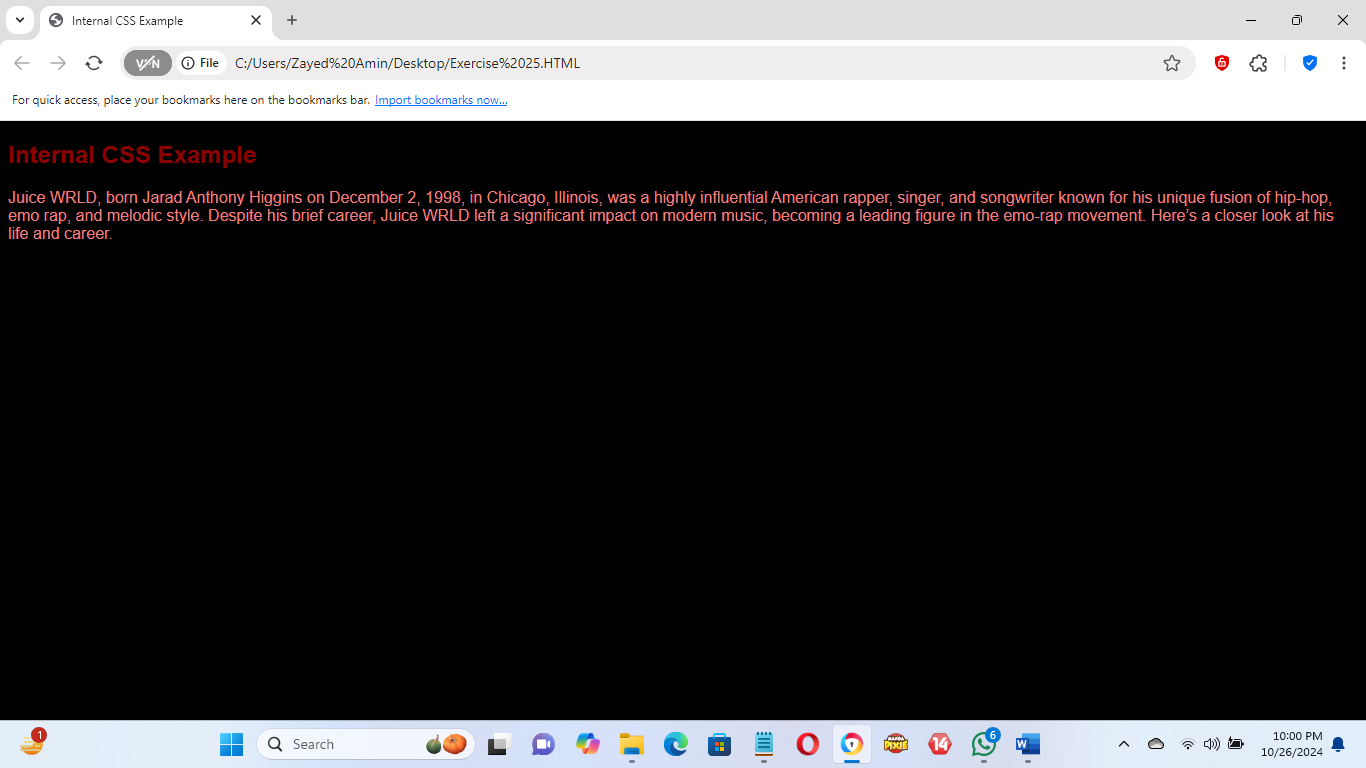 Internal CSS Example
VPN
File
C:/Users/Zayed%20Amin/Desktop/Exercise%2025.HTML
For quick access, place your bookmarks here on the bookmarks bar. Import bookmarks now...
Internal CSS Example
Juice WRLD, born Jarad Anthony Higgins on December 2, 1998, in Chicago, Illinois, was a highly influential American rapper, singer, and songwriter known for his unique fusion of hip-hop,
emo rap, and melodic style. Despite his brief career, Juice WRLD left a significant impact on modern music, becoming a leading figure in the emo-rap movement. Here’s a closer look at his
life and career.
1
Search
PIXIE
14
6
W
10:00 PM
10/26/2024